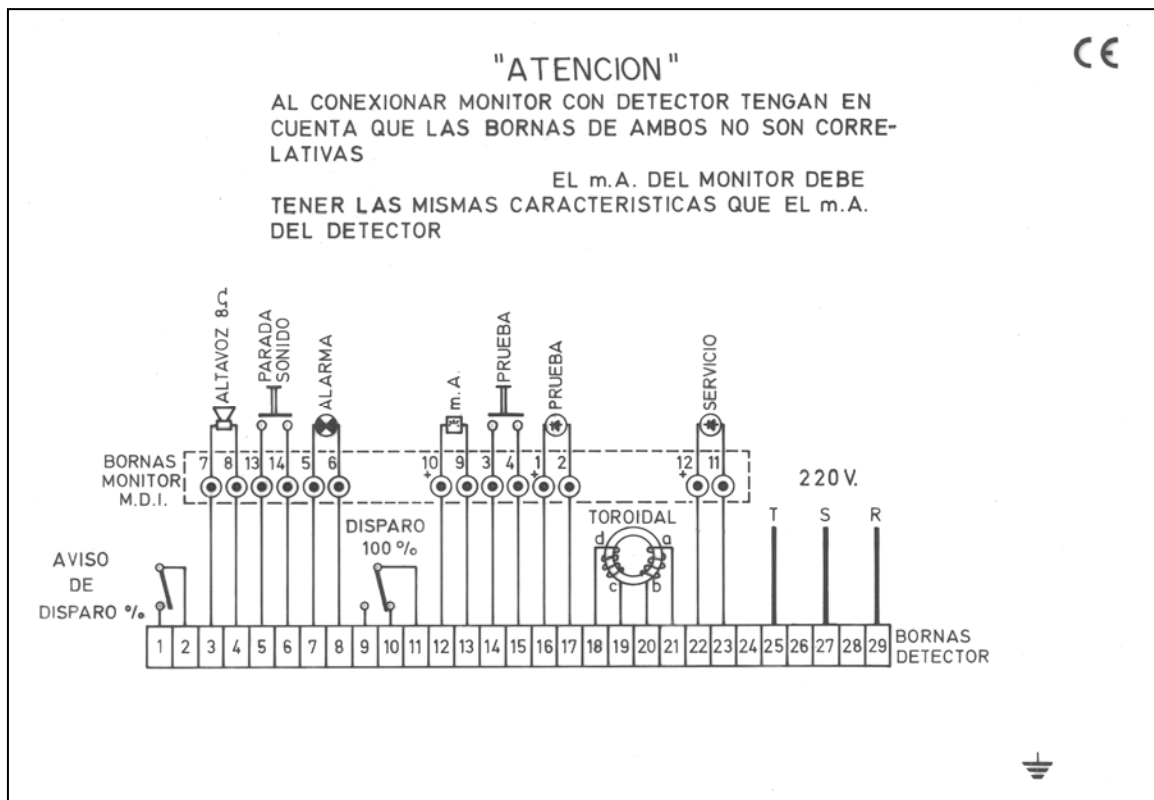 CE
"ATENCION"
AL CONEXIONAR MONITOR CON DETECTOR TENGAN EN
CUENTA QUE LAS BORNAS DE AMBOS NO SON CORRE-
LATIVAS
EL m.A. DEL MONITOR DEBE
TENER LAS MISMAS CARACTERISTICAS QUE EL m.A.
DEL DETECTOR
ALTAVOZ 8Ω
PARADA
SONIDO
ALARMA
m.A.
PRUEBA
PRUEBA
SERVICIO
BORNAS
MONITOR
M.D.I.
7 8 13 14 5 6 10 9 3 4 1 2 12 11
+ + +
220V.
T S R
DISPARO
100 %
TOROIDAL
d a
c b
AVISO
DE
DISPARO %
1 2 3 4 5 6 7 8 9 10 11 12 13 14 15 16 17 18 19 20 21 22 23 24 25 26 27 28 29
BORNAS
DETECTOR